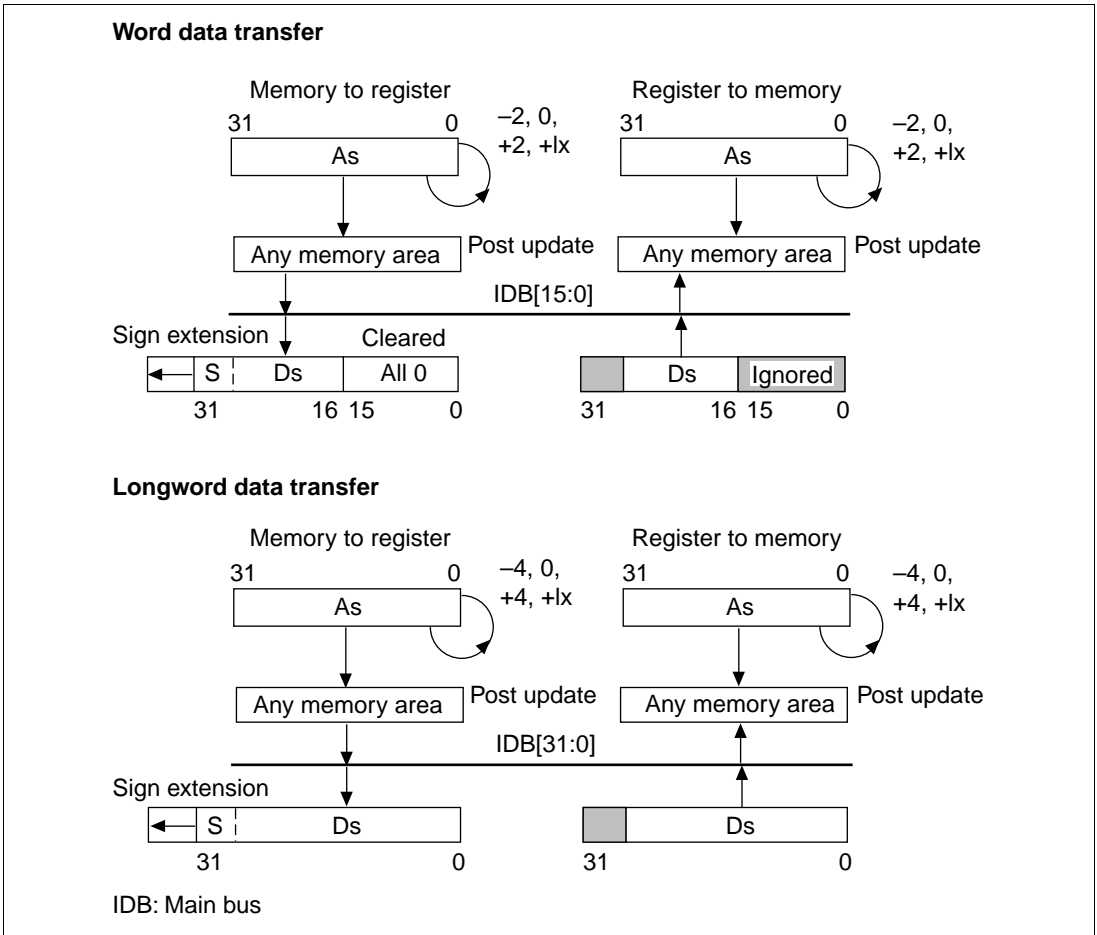 Word data transfer
Memory to register
31 0 –2, 0,
+2, +Ix
As
Any memory area Post update
Register to memory
31 0 –2, 0,
+2, +Ix
As
Any memory area Post update
IDB[15:0]
Sign extension Cleared
S Ds All 0
31 16 15 0
Ds Ignored
31 16 15 0
Longword data transfer
Memory to register
31 0 –4, 0,
+4, +Ix
As
Any memory area Post update
Register to memory
31 0 –4, 0,
+4, +Ix
As
Any memory area Post update
IDB[31:0]
Sign extension
S Ds
31 0
Ds
31 0
IDB: Main bus